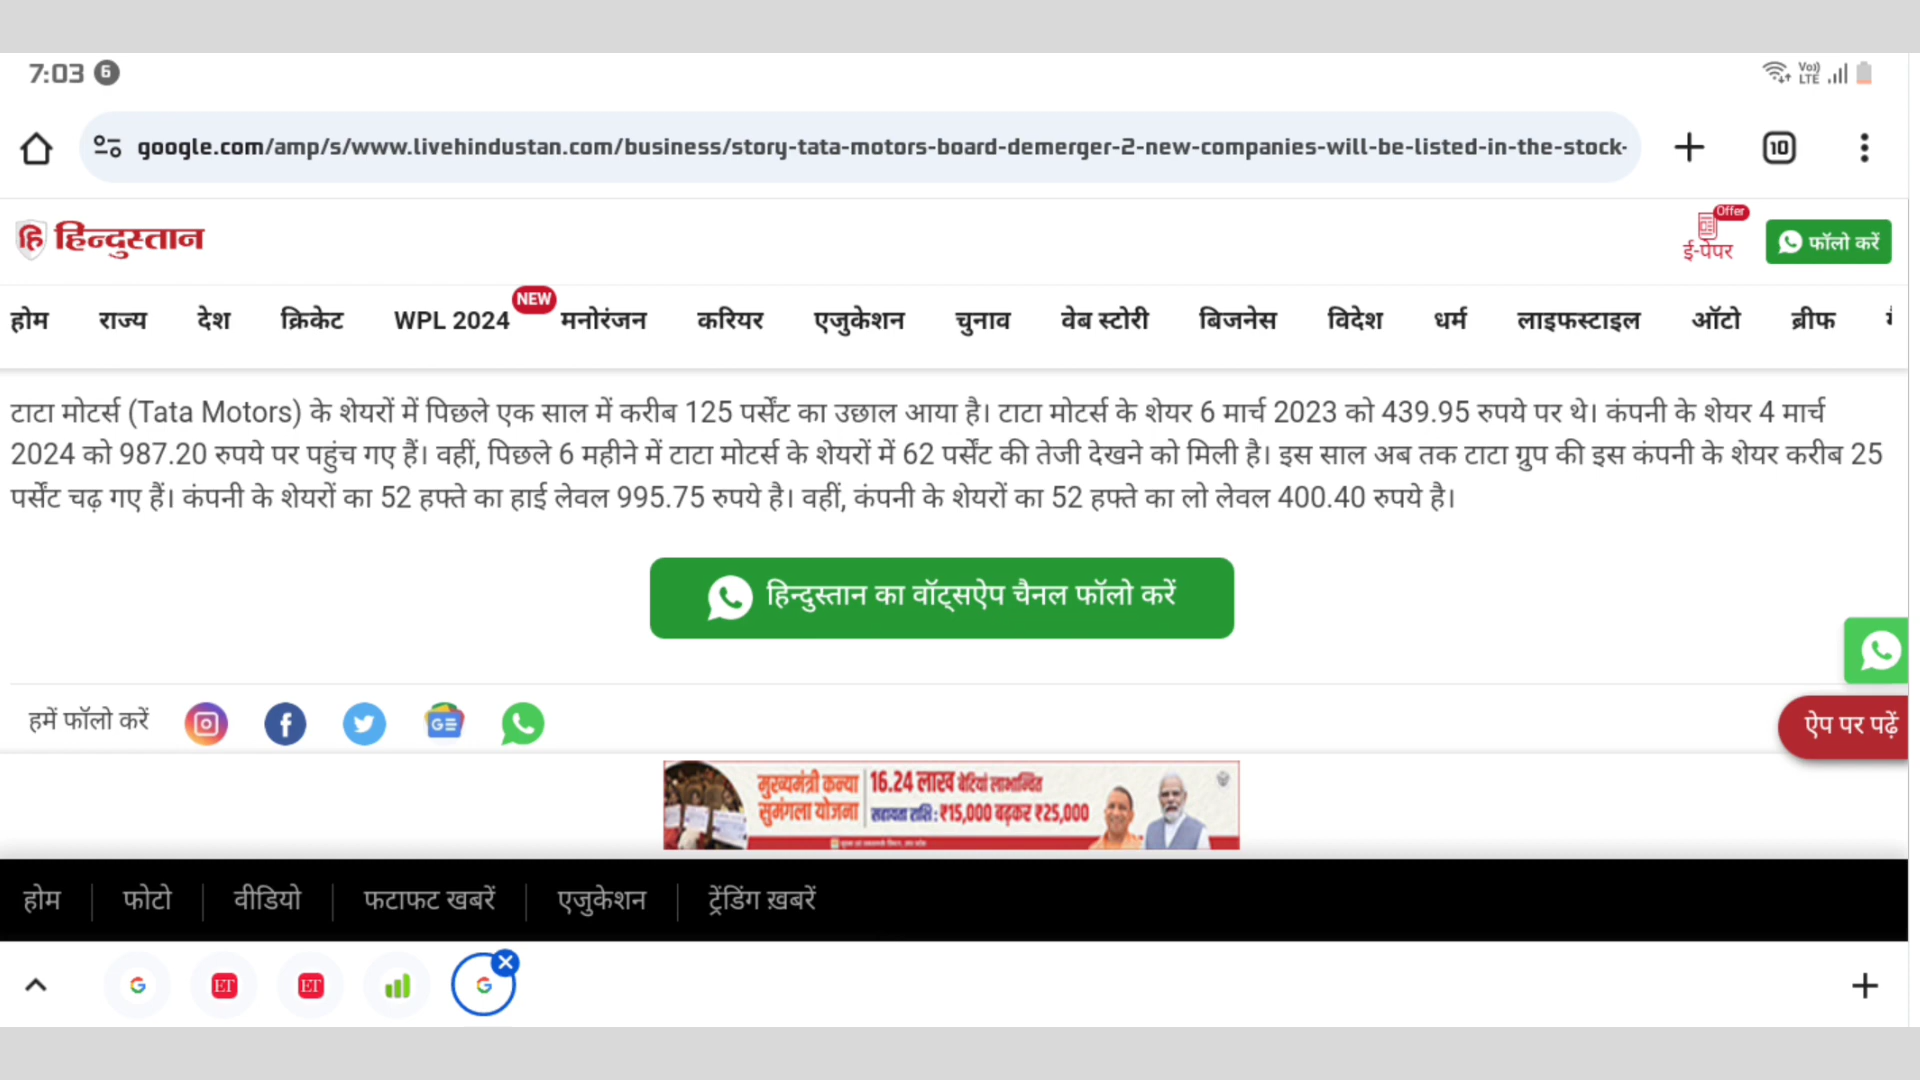 7:03 6 Vo)) LTE
google.com/amp/s/www.livehindustan.com/business/story-tata-motors-board-demerger-2-new-companies-will-be-listed-in-the-stock-
10
हि हिन्दुस्तान
Offer
ई-पेपर
फॉलो करें
होम राज्य देश क्रिकेट WPL 2024 NEW मनोरंजन करियर एजुकेशन चुनाव वेब स्टोरी बिजनेस विदेश धर्म लाइफस्टाइल ऑटो ब्रीफ
टाटा मोटर्स (Tata Motors) के शेयरों में पिछले एक साल में करीब 125 पर्सेंट का उछाल आया है। टाटा मोटर्स के शेयर 6 मार्च 2023 को 439.95 रुपये पर थे। कंपनी के शेयर 4 मार्च
2024 को 987.20 रुपये पर पहुंच गए हैं। वहीं, पिछले 6 महीने में टाटा मोटर्स के शेयरों में 62 पर्सेंट की तेजी देखने को मिली है। इस साल अब तक टाटा ग्रुप की इस कंपनी के शेयर करीब 25
पर्सेंट चढ़ गए हैं। कंपनी के शेयरों का 52 हफ्ते का हाई लेवल 995.75 रुपये है। वहीं, कंपनी के शेयरों का 52 हफ्ते का लो लेवल 400.40 रुपये है।
हिन्दुस्तान का वॉट्सऐप चैनल फॉलो करें
हमें फॉलो करें
ऐप पर पढ़ें
मुख्यमंत्री कन्या
सुमंगला योजना
16.24 लाख बेटियां लाभान्वित
सहायता राशि : ₹15,000 बढ़कर ₹25,000
होम फोटो वीडियो फटाफट खबरें एजुकेशन ट्रेंडिंग ख़बरें
G ET ET G